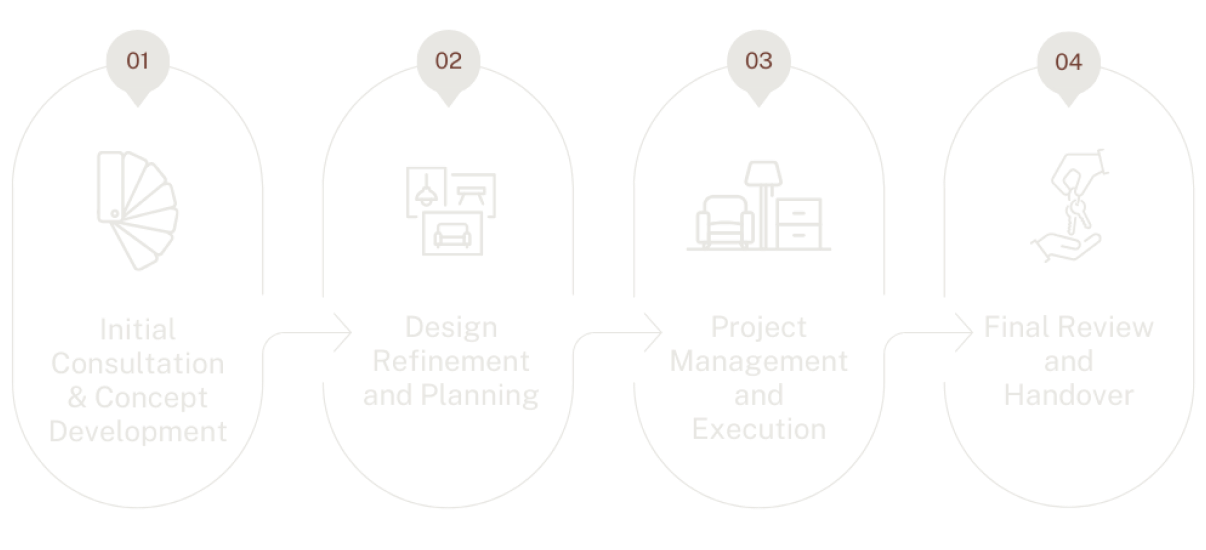 01
Initial
Consultation
& Concept
Development
02
Design
Refinement
and Planning
03
Project
Management
and
Execution
04
Final Review
and
Handover